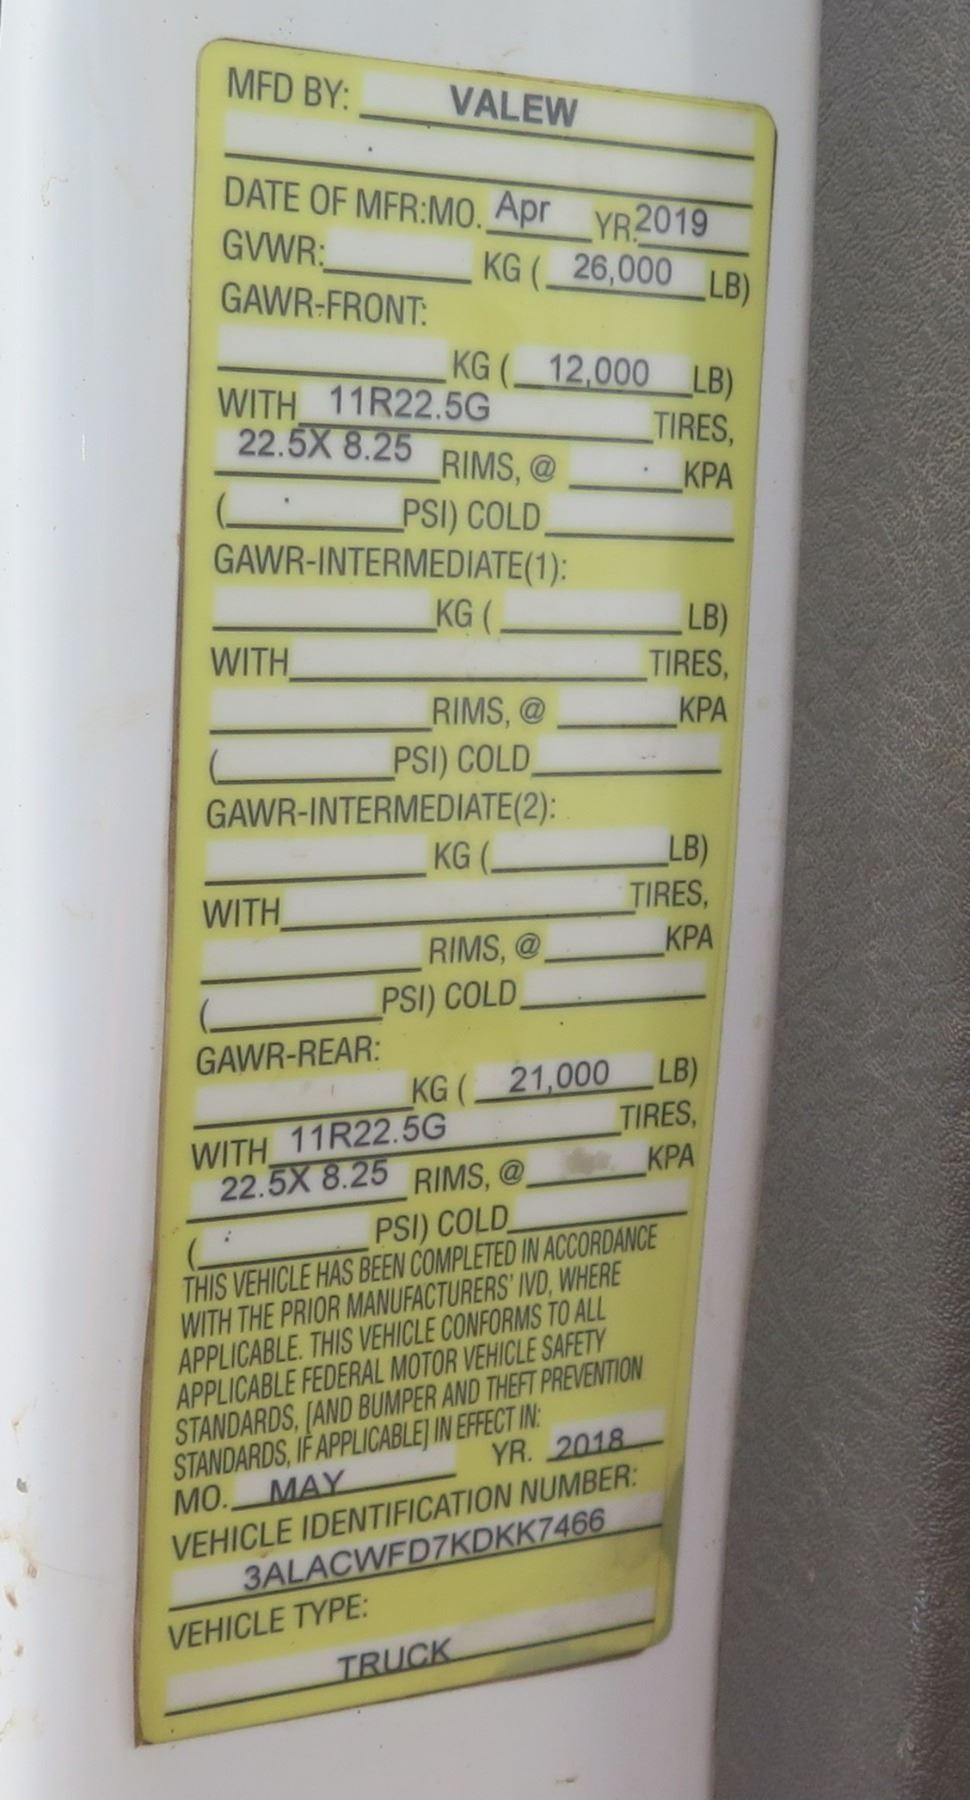 MFD BY: VALEW
DATE OF MFR:MO. Apr YR.2019
GVWR: KG ( 26,000 LB)
GAWR-FRONT:
KG ( 12,000 LB)
WITH 11R22.5G TIRES,
22.5X 8.25 RIMS, @ KPA
( PSI) COLD
GAWR-INTERMEDIATE(1):
KG ( LB)
WITH TIRES,
RIMS, @ KPA
( PSI) COLD
GAWR-INTERMEDIATE(2):
KG ( LB)
WITH TIRES,
RIMS, @ KPA
( PSI) COLD
GAWR-REAR:
KG ( 21,000 LB)
WITH 11R22.5G TIRES,
22.5X 8.25 RIMS, @ KPA
( PSI) COLD
THIS VEHICLE HAS BEEN COMPLETED IN ACCORDANCE
WITH THE PRIOR MANUFACTURERS' IVD, WHERE
APPLICABLE. THIS VEHICLE CONFORMS TO ALL
APPLICABLE FEDERAL MOTOR VEHICLE SAFETY
STANDARDS, [AND BUMPER AND THEFT PREVENTION
STANDARDS, IF APPLICABLE] IN EFFECT IN:
MO. MAY YR. 2018
VEHICLE IDENTIFICATION NUMBER:
3ALACWFD7KDKK7466
VEHICLE TYPE:
TRUCK